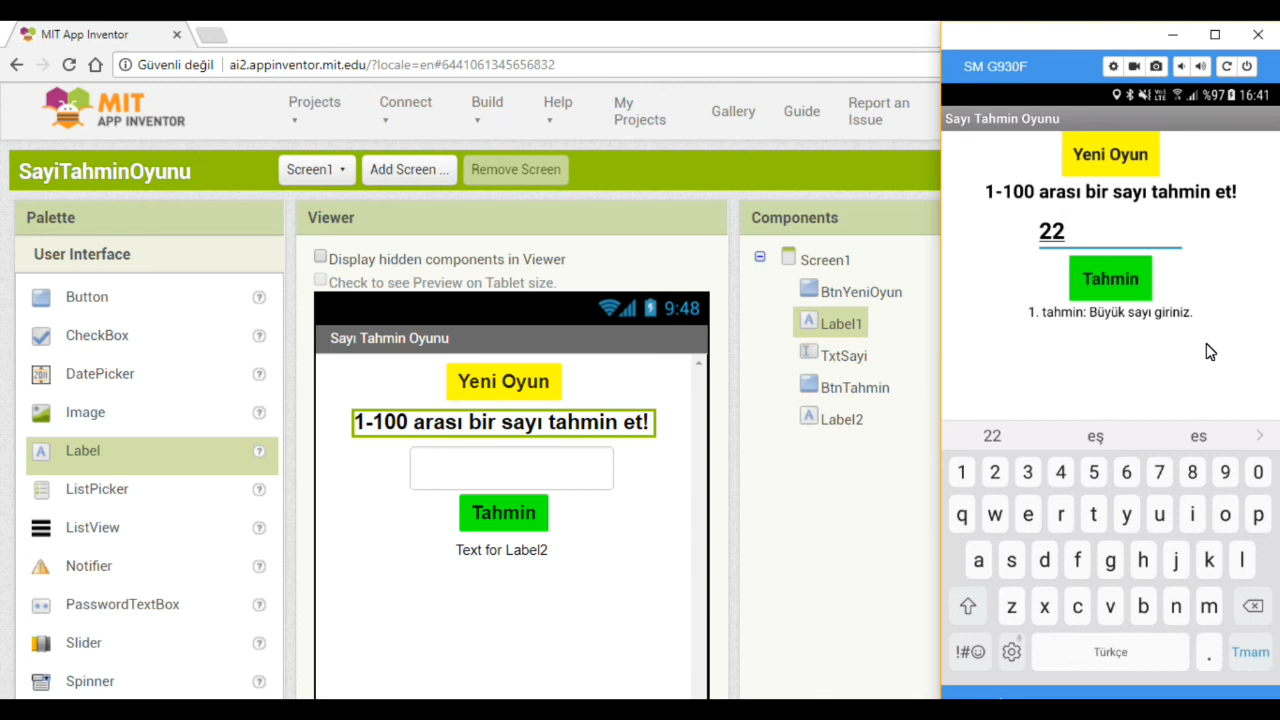 MIT App Inventor
Güvenli değil
ai2.appinventor.mit.edu/?locale=en#6441061345656832
MIT
APP INVENTOR
Projects
Connect
Build
Help
My Projects
Gallery
Guide
Report an Issue
SayiTahminOyunu
Screen1
Add Screen ...
Remove Screen
Palette
User Interface
Button
CheckBox
DatePicker
Image
Label
ListPicker
ListView
Notifier
PasswordTextBox
Slider
Spinner
Viewer
Display hidden components in Viewer
Check to see Preview on Tablet size.
9:48
Sayı Tahmin Oyunu
Yeni Oyun
1-100 arası bir sayı tahmin et!
Tahmin
Text for Label2
Components
Screen1
BtnYeniOyun
Label1
TxtSayi
BtnTahmin
Label2
SM G930F
%97 16:41
Sayı Tahmin Oyunu
Yeni Oyun
1-100 arası bir sayı tahmin et!
22
Tahmin
1. tahmin: Büyük sayı giriniz.
22 eş es
1 2 3 4 5 6 7 8 9 0
q w e r t y u i o p
a s d f g h j k l
z x c v b n m
!#☺ Türkçe . Tmam